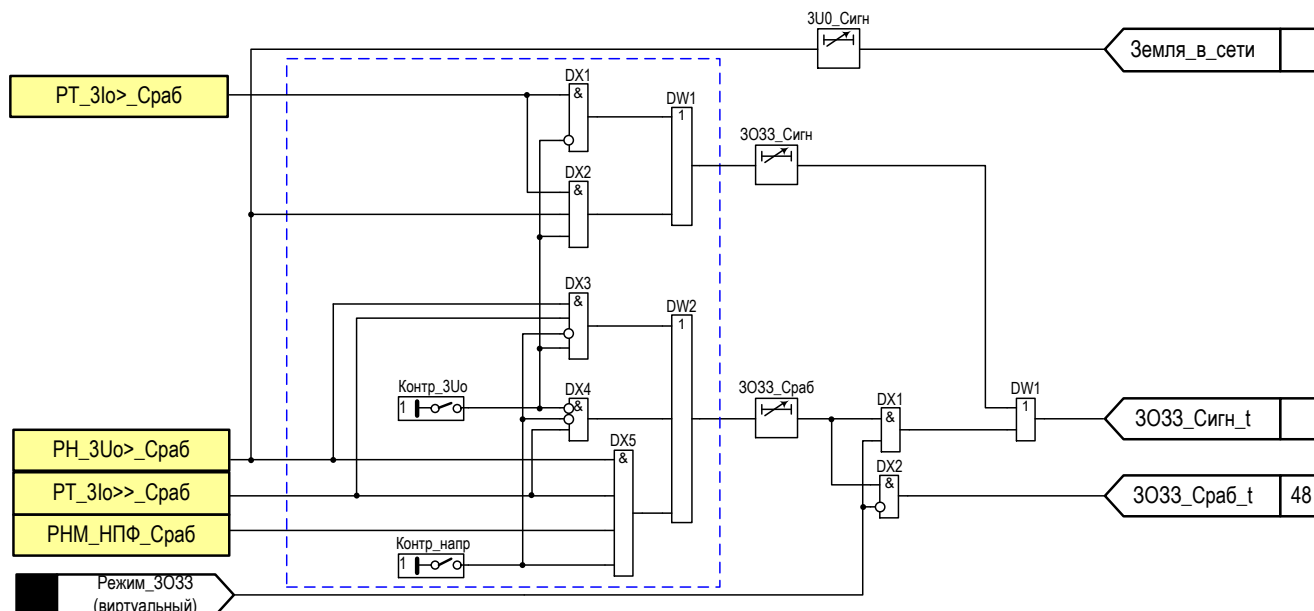 3U0_Сигн
Земля_в_сети
РТ_3Io>_Сраб
DX1
&
DW1
1
ЗОЗЗ_Сигн
DX2
&
DX3
&
DW2
1
Контр_3Uo
1
DX4
&
ЗОЗЗ_Сраб
DX1
&
DW1
1
ЗОЗЗ_Сигн_t
РН_3Uo>_Сраб
DX5
&
DX2
&
РТ_3Io>>_Сраб
ЗОЗЗ_Сраб_t
48
РНМ_НПФ_Сраб
Контр_напр
1
Режим_ЗОЗЗ
(виртуальный)